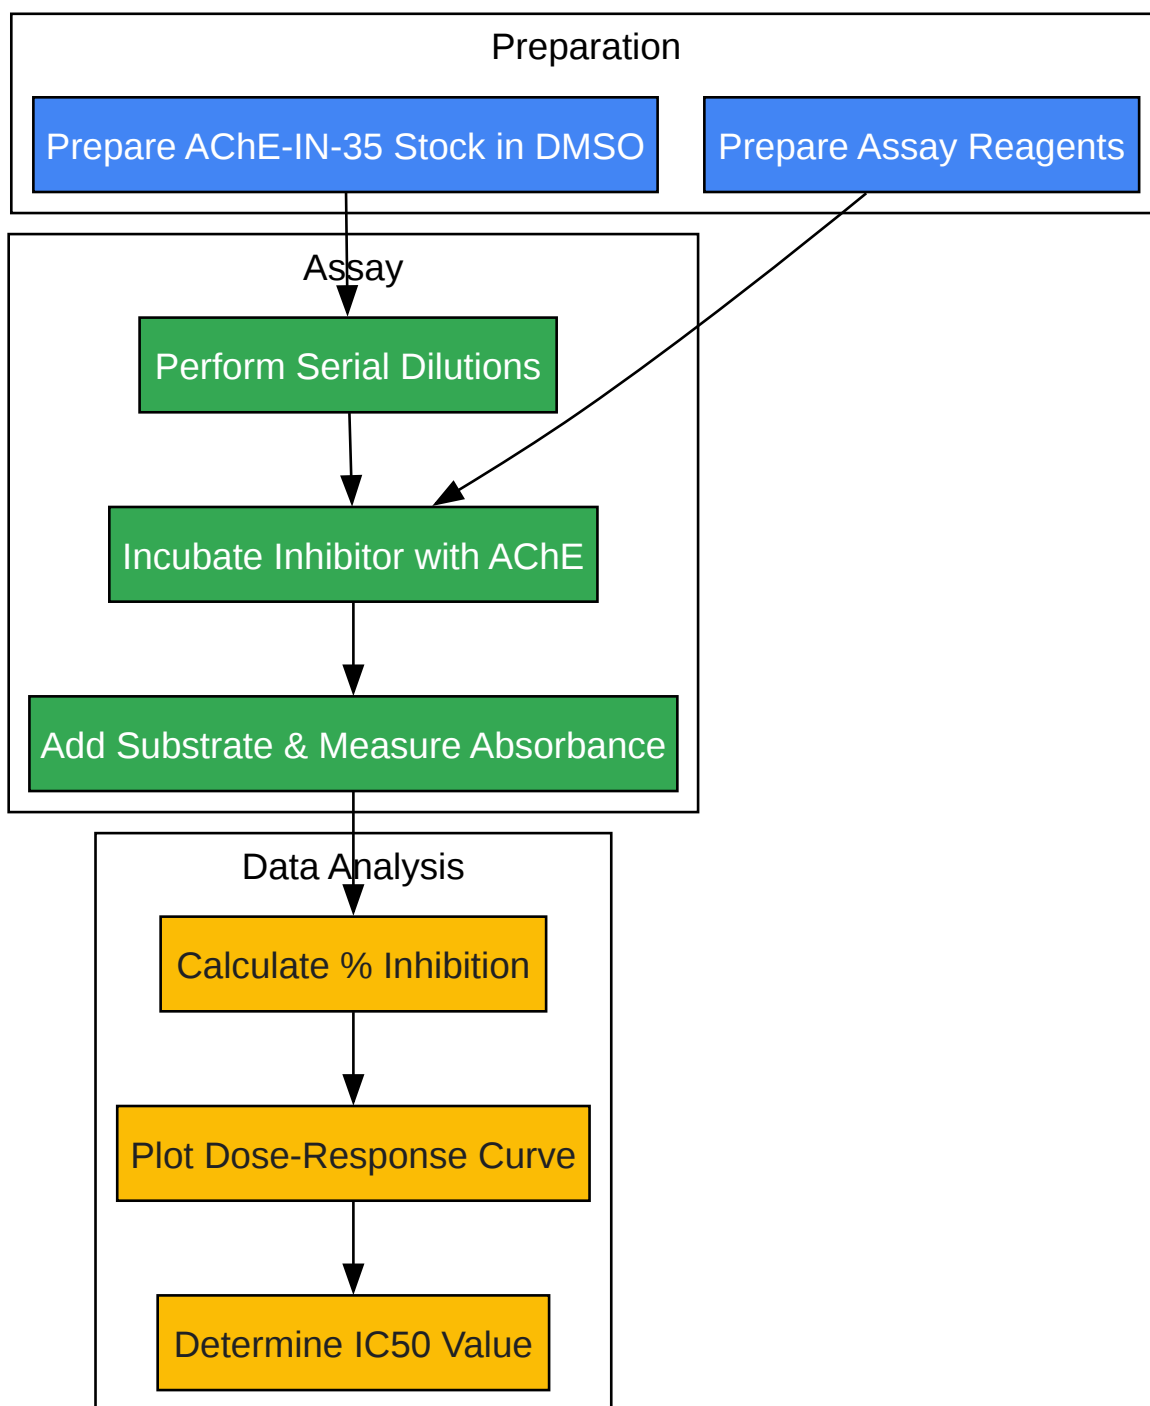 Preparation
Prepare AChE-IN-35 Stock in DMSO
Prepare Assay Reagents
Assay
Perform Serial Dilutions
Incubate Inhibitor with AChE
Add Substrate & Measure Absorbance
Data Analysis
Calculate % Inhibition
Plot Dose-Response Curve
Determine IC50 Value